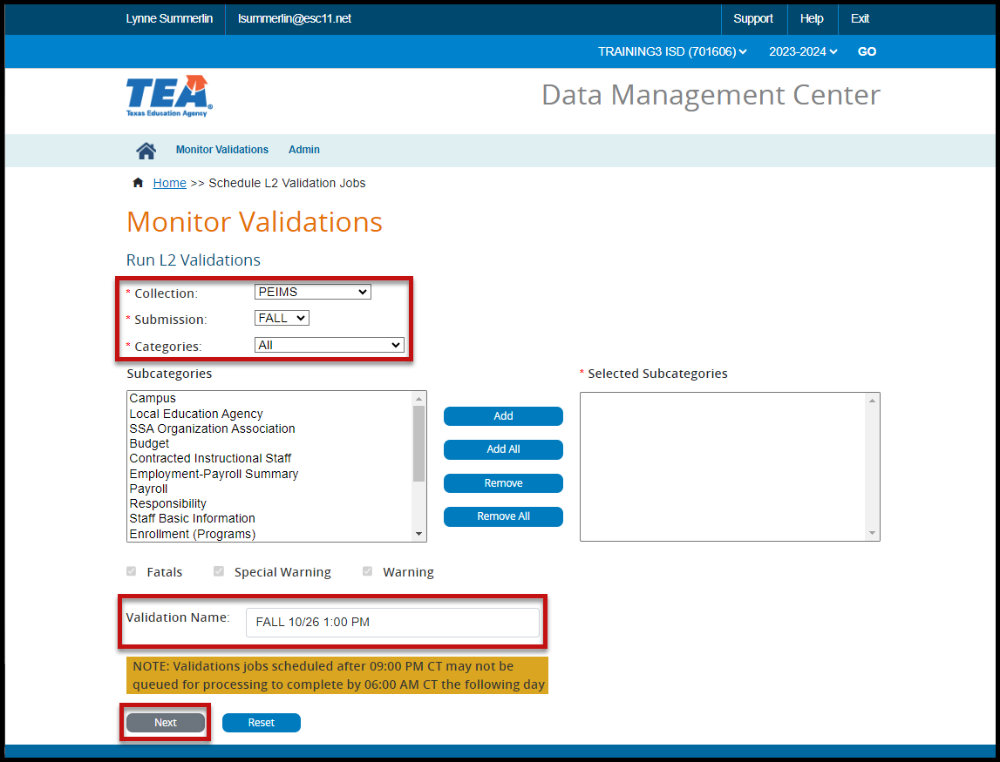 Lynne Summerlin lsummerlin@esc11.net Support Help Exit
TRAINING3 ISD (701606) 2023-2024 GO
TEA
Texas Education Agency
Data Management Center
Monitor Validations Admin
Home >> Schedule L2 Validation Jobs
Monitor Validations
Run L2 Validations
* Collection: PEIMS
* Submission: FALL
* Categories: All
Subcategories
* Selected Subcategories
Campus
Local Education Agency
SSA Organization Association
Budget
Contracted Instructional Staff
Employment-Payroll Summary
Payroll
Responsibility
Staff Basic Information
Enrollment (Programs)
Add
Add All
Remove
Remove All
Fatals Special Warning Warning
Validation Name: FALL 10/26 1:00 PM
NOTE: Validations jobs scheduled after 09:00 PM CT may not be
queued for processing to complete by 06:00 AM CT the following day
Next Reset